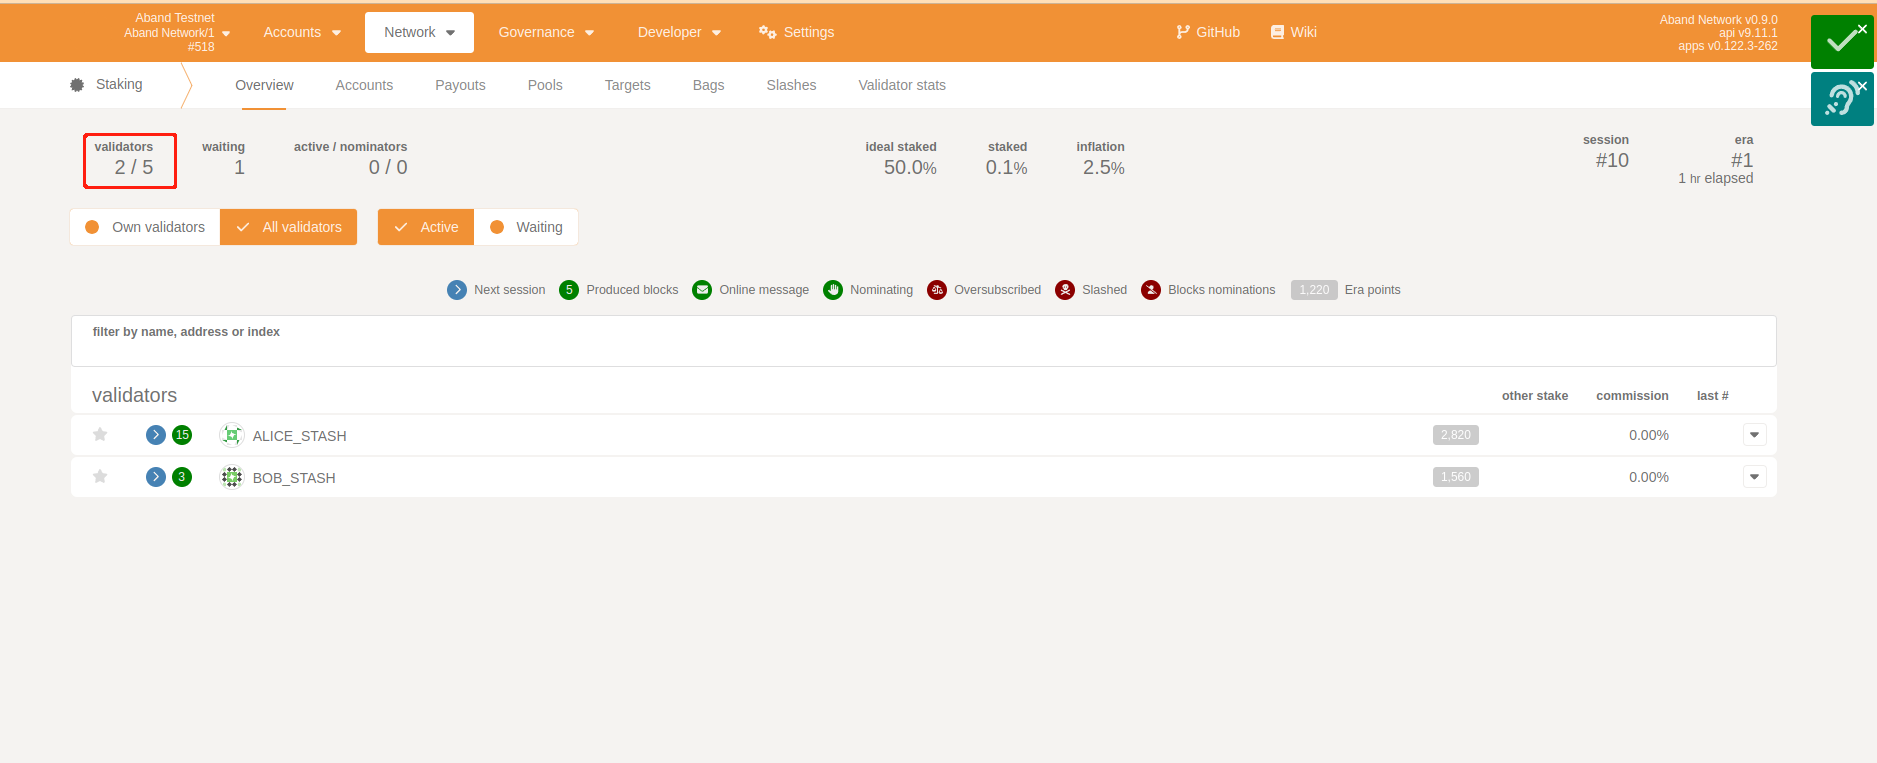 Aband Testnet
Aband Network/1
#518
Accounts
Network
Governance
Developer
Settings
GitHub
Wiki
Aband Network v0.9.0
api v9.11.1
apps v0.122.3-262
Staking
Overview
Accounts
Payouts
Pools
Targets
Bags
Slashes
Validator stats
validators
2 / 5
waiting
1
active / nominators
0 / 0
ideal staked
50.0%
staked
0.1%
inflation
2.5%
session
#10
era
#1
1 hr elapsed
Own validators
All validators
Active
Waiting
Next session
5 Produced blocks
Online message
Nominating
Oversubscribed
Slashed
Blocks nominations
1,220 Era points
filter by name, address or index
validators other stake commission last #
15 ALICE_STASH 2,820 0.00%
3 BOB_STASH 1,560 0.00%